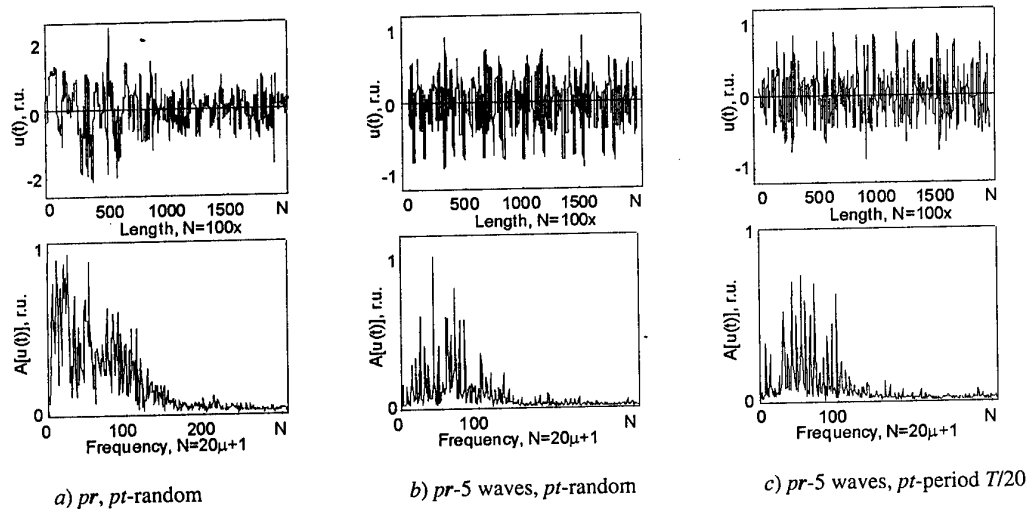 2
0
-2
u(t), r.u.
0 500 1000 1500 N
Length, N=100x
1
0
-1
u(t), r.u.
0 500 1000 1500 N
Length, N=100x
1
0
-1
u(t), r.u.
0 500 1000 1500 N
Length, N=100x
1
0
A[u(t)], r.u.
0 100 200 N
Frequency, N=20μ+1
1
0
A[u(t)], r.u.
0 100 N
Frequency, N=20μ+1
1
0
A[u(t)], r.u.
0 100 N
Frequency, N=20μ+1
a) pr, pt-random
b) pr-5 waves, pt-random
c) pr-5 waves, pt-period T/20